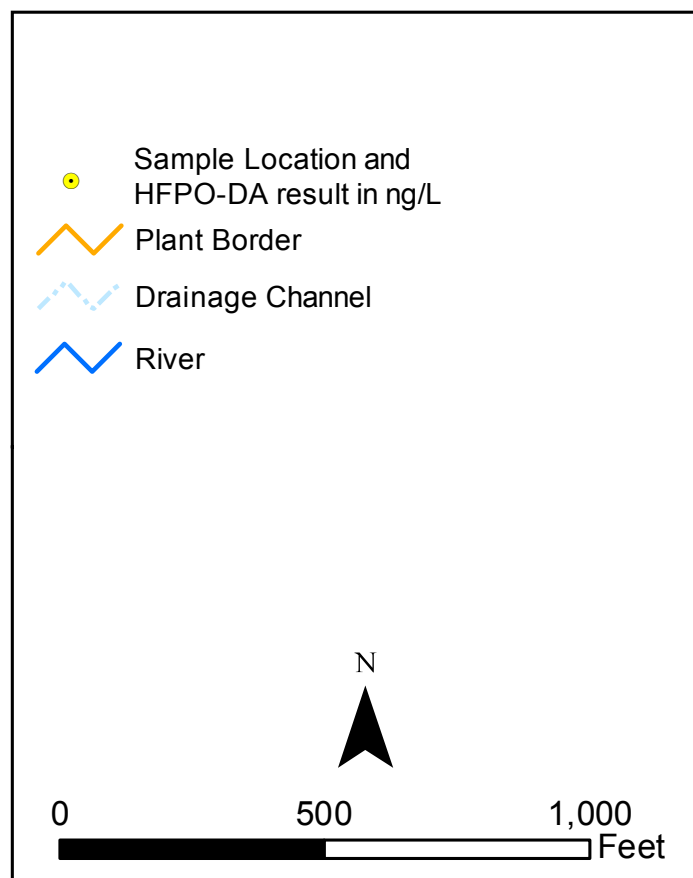 Sample Location and
HFPO-DA result in ng/L
Plant Border
Drainage Channel
River
N
0 500 1,000
Feet